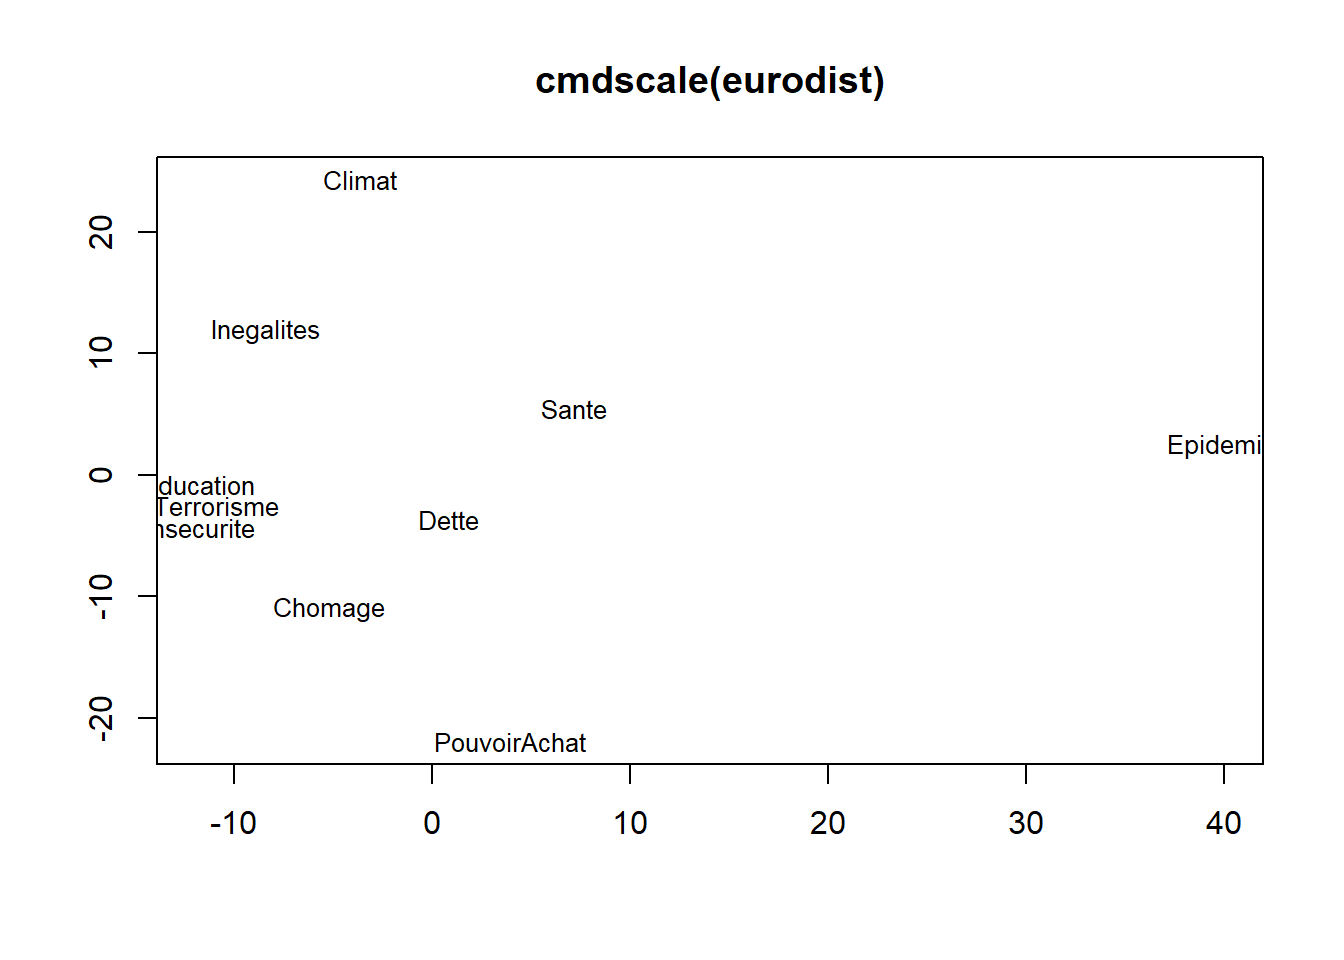 cmdscale(eurodist)
Climat
20
Inegalites
10
Sante
Epidemi
0
ducation
Terrorisme
nsecurite
Dette
-10
Chomage
-20
PouvoirAchat
-10 0 10 20 30 40